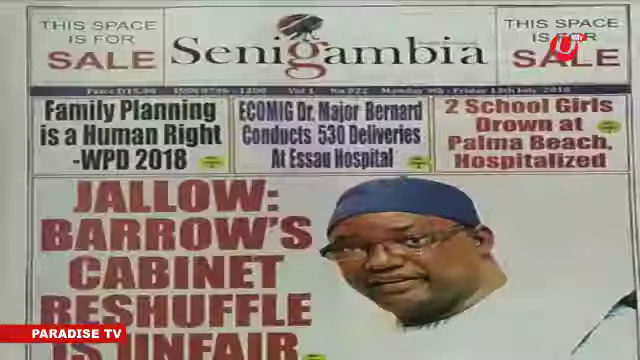 THIS SPACE
IS FOR
SALE
Senegambia
THIS SPACE
IS FOR
SALE
Family Planning
is a Human Right
-WPD 2018
ECOMIG Dr. Major Bernard
Conducts 530 Deliveries
At Essau Hospital
2 School Girls
Drown at
Palma Beach,
Hospitalized
JALLOW:
BARROW'S
CABINET
RESHUFFLE
IS UNFAIR
PARADISE TV